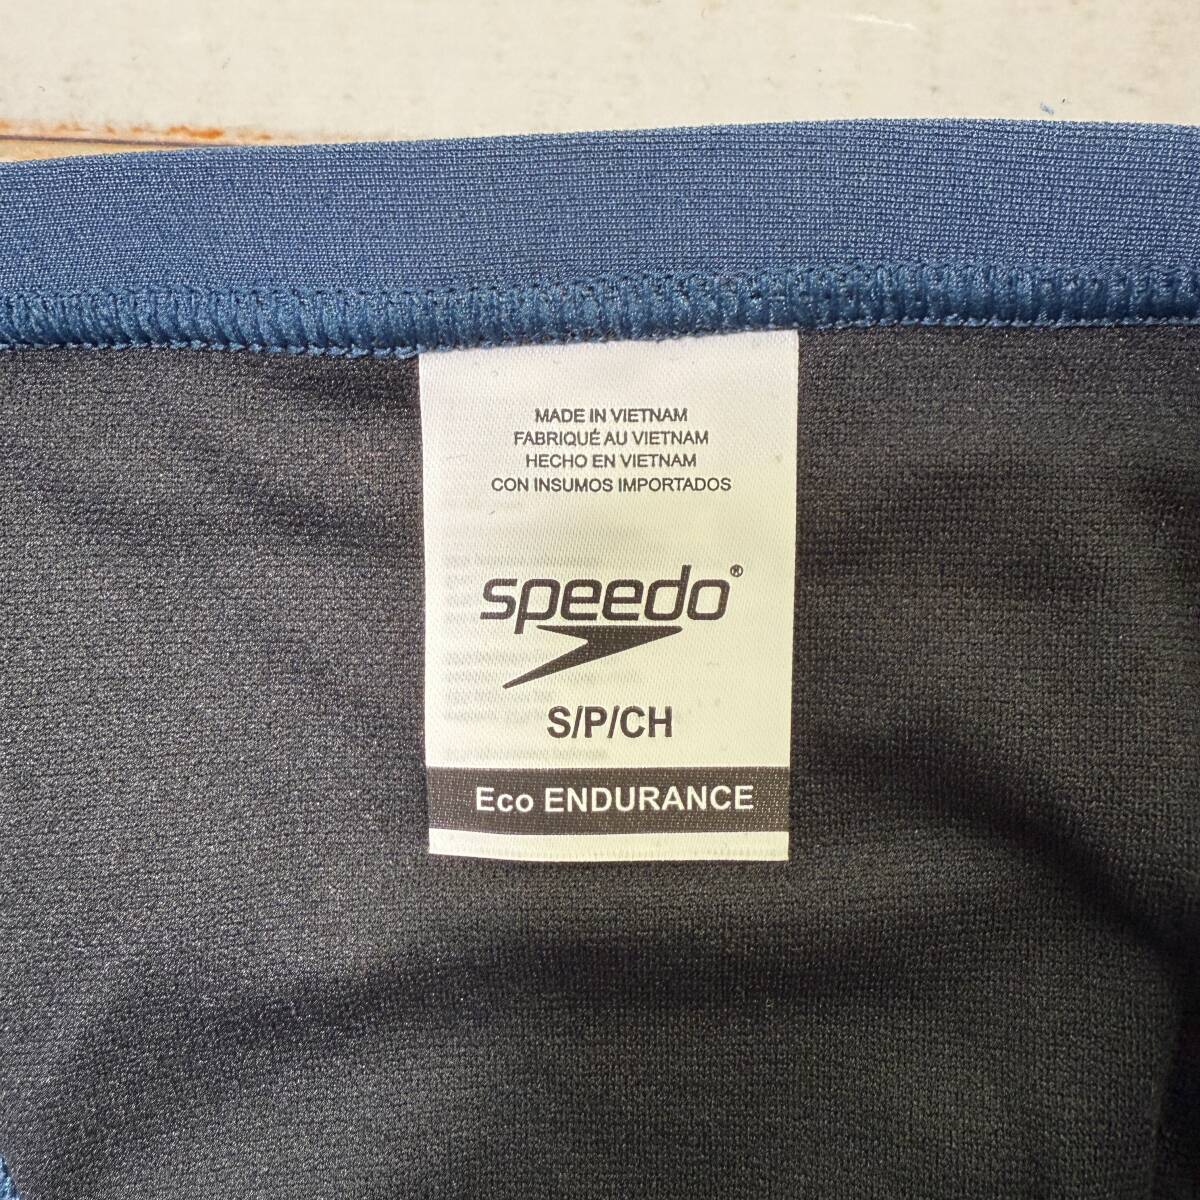 MADE IN VIETNAM
FABRIQUÉ AU VIETNAM
HECHO EN VIETNAM
CON INSUMOS IMPORTADOS
speedo®
S/P/CH
Eco ENDURANCE